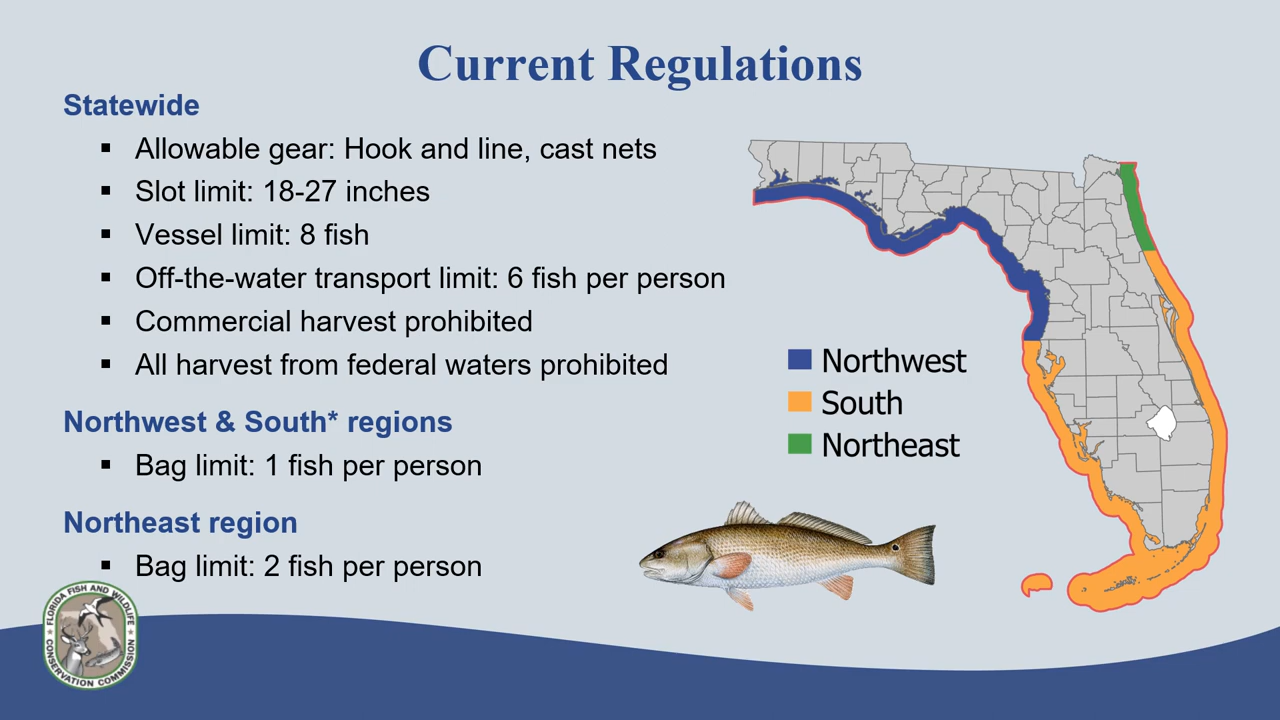 Current Regulations
Statewide
▪ Allowable gear: Hook and line, cast nets
▪ Slot limit: 18-27 inches
▪ Vessel limit: 8 fish
▪ Off-the-water transport limit: 6 fish per person
▪ Commercial harvest prohibited
▪ All harvest from federal waters prohibited
Northwest & South* regions
▪ Bag limit: 1 fish per person
Northeast region
▪ Bag limit: 2 fish per person
Northwest
South
Northeast
FLORIDA FISH AND WILDLIFE
CONSERVATION COMMISSION